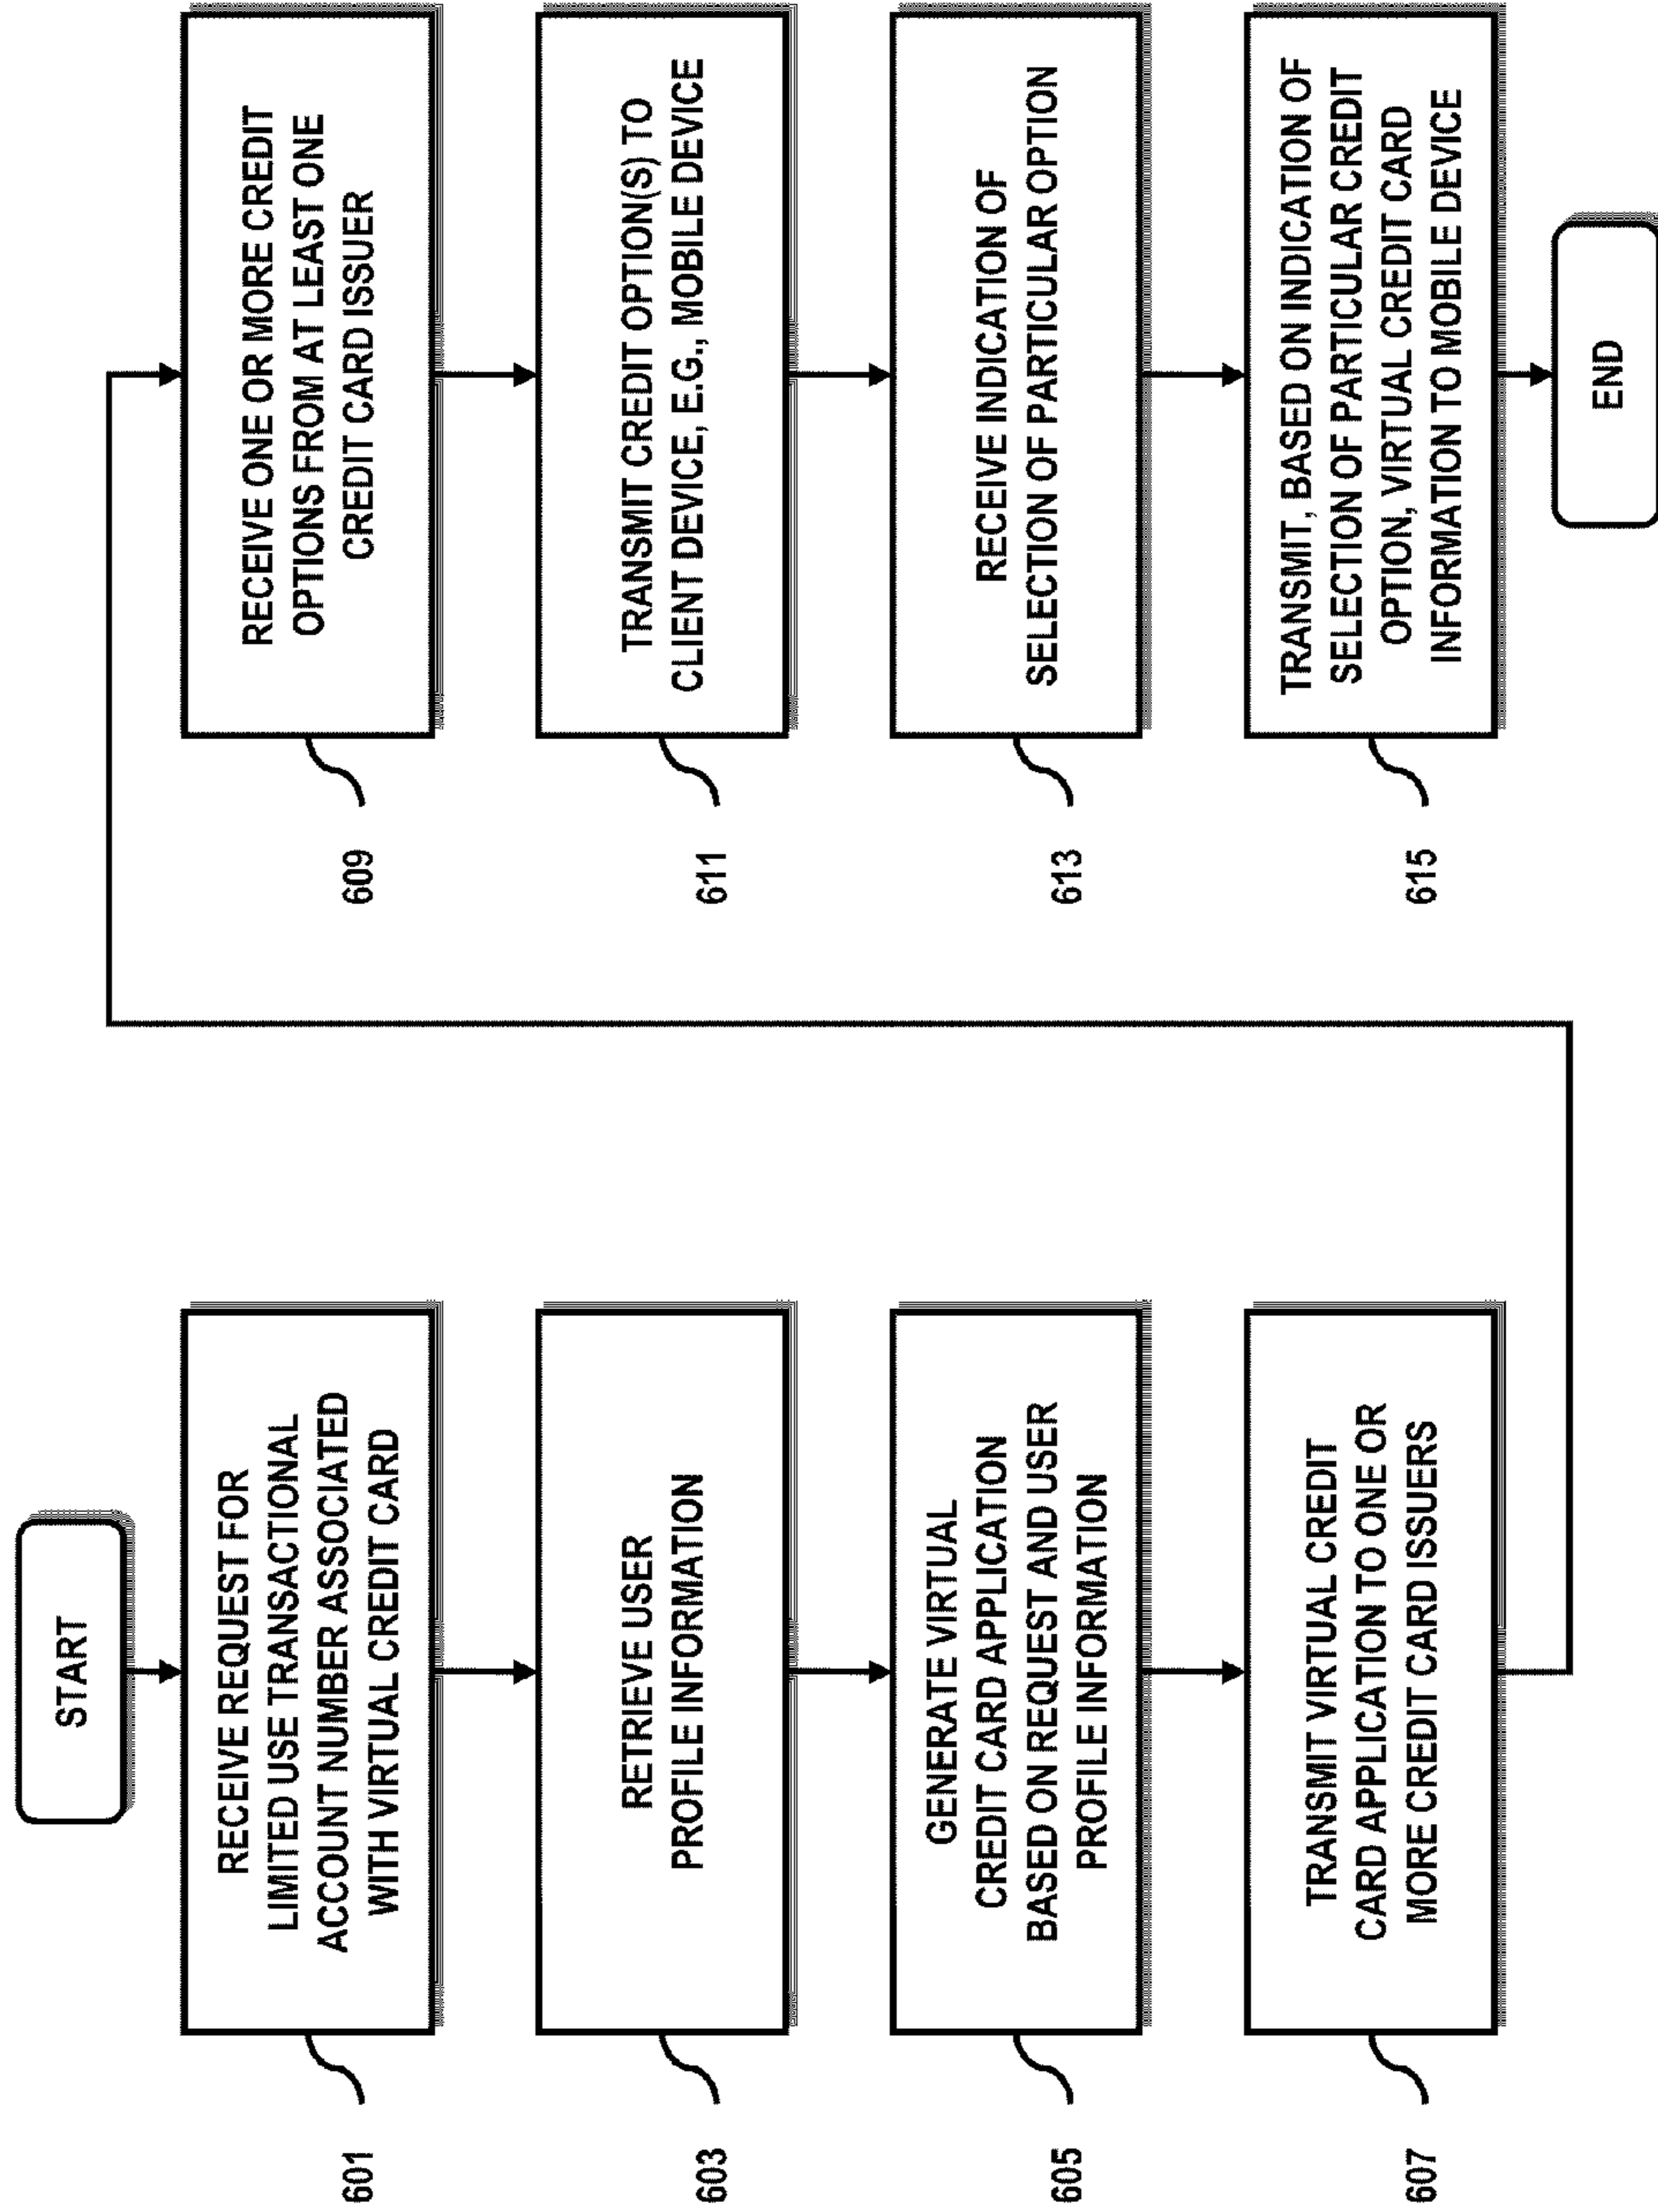 START
RECEIVE REQUEST FOR
LIMITED USE TRANSACTIONAL
ACCOUNT NUMBER ASSOCIATED
WITH VIRTUAL CREDIT CARD
601
RETRIEVE USER
PROFILE INFORMATION
603
GENERATE VIRTUAL
CREDIT CARD APPLICATION
BASED ON REQUEST AND USER
PROFILE INFORMATION
605
TRANSMIT VIRTUAL CREDIT
CARD APPLICATION TO ONE OR
MORE CREDIT CARD ISSUERS
607
RECEIVE ONE OR MORE CREDIT
OPTIONS FROM AT LEAST ONE
CREDIT CARD ISSUER
609
TRANSMIT CREDIT OPTION(S) TO
CLIENT DEVICE, E.G., MOBILE DEVICE
611
RECEIVE INDICATION OF
SELECTION OF PARTICULAR OPTION
613
TRANSMIT, BASED ON INDICATION OF
SELECTION OF PARTICULAR CREDIT
OPTION, VIRTUAL CREDIT CARD
INFORMATION TO MOBILE DEVICE
615
END